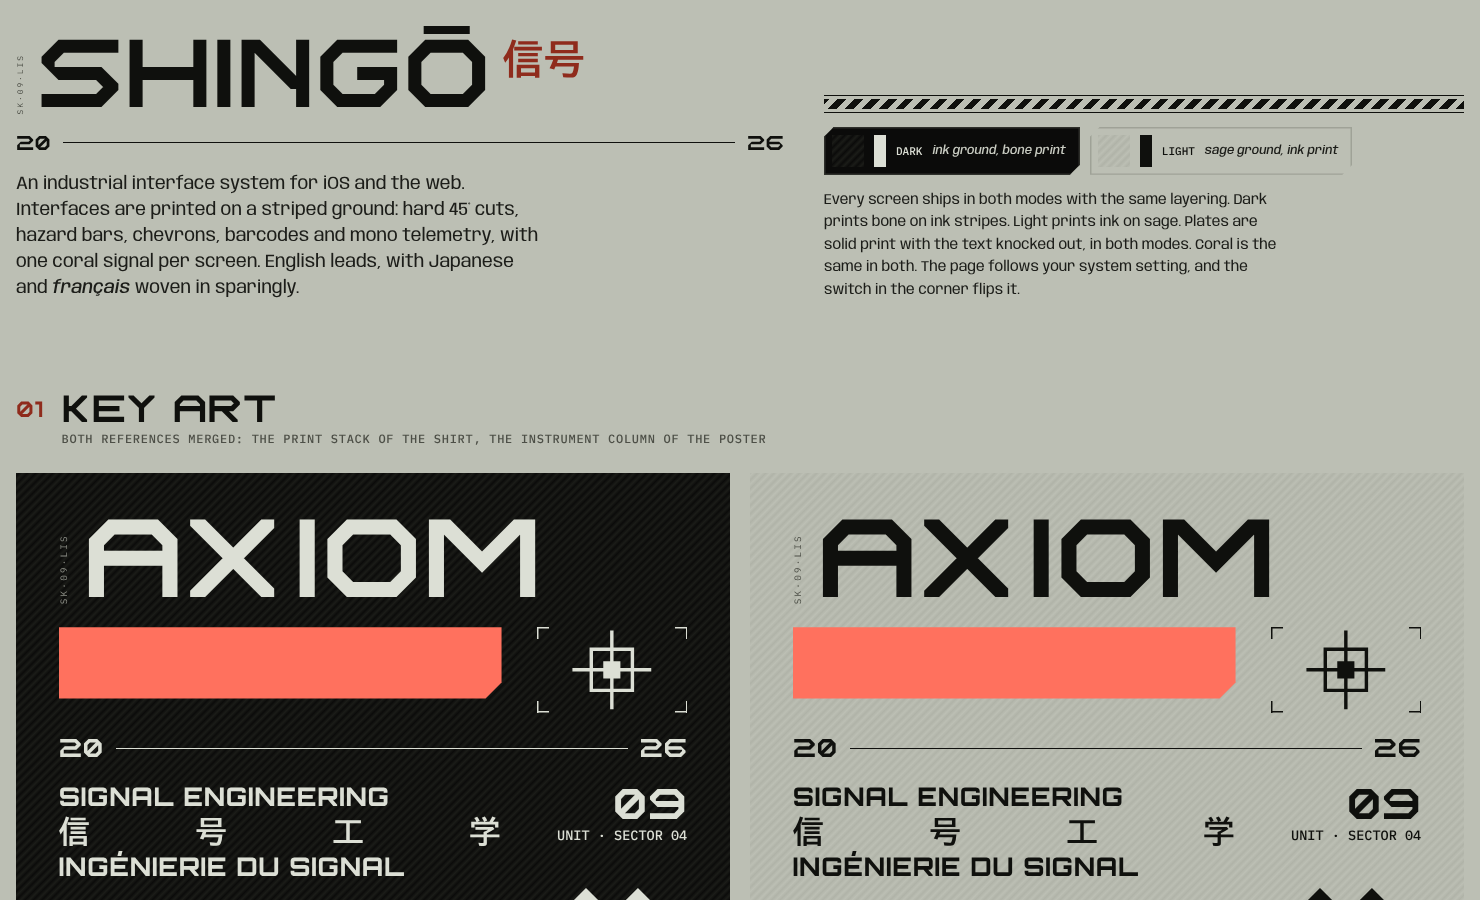 SK·09·LIS
SHINGŌ 信号
20 26
An industrial interface system for iOS and the web.
Interfaces are printed on a striped ground: hard 45° cuts,
hazard bars, chevrons, barcodes and mono telemetry, with
one coral signal per screen. English leads, with Japanese
and français woven in sparingly.
DARK ink ground, bone print
LIGHT sage ground, ink print
Every screen ships in both modes with the same layering. Dark
prints bone on ink stripes. Light prints ink on sage. Plates are
solid print with the text knocked out, in both modes. Coral is the
same in both. The page follows your system setting, and the
switch in the corner flips it.
01 KEY ART
BOTH REFERENCES MERGED: THE PRINT STACK OF THE SHIRT, THE INSTRUMENT COLUMN OF THE POSTER
SK·09·LIS
AXIOM
20 26
SIGNAL ENGINEERING
信号工学
INGÉNIERIE DU SIGNAL
09
UNIT · SECTOR 04
SK·09·LIS
AXIOM
20 26
SIGNAL ENGINEERING
信号工学
INGÉNIERIE DU SIGNAL
09
UNIT · SECTOR 04